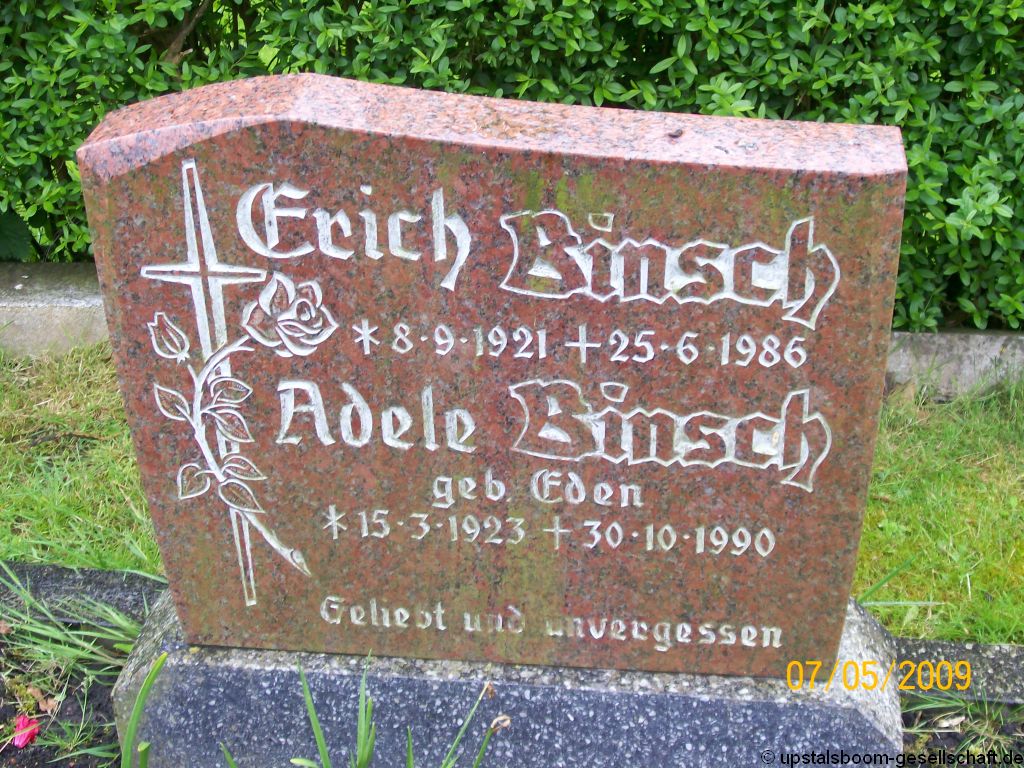 Erich Binsch
* 8·9·1921 + 25·6·1986
Adele Binsch
geb. Eden
* 15·3·1923 + 30·10·1990
Geliebt und unvergessen
07/05/2009
© upstalsboom-gesellschaft.de